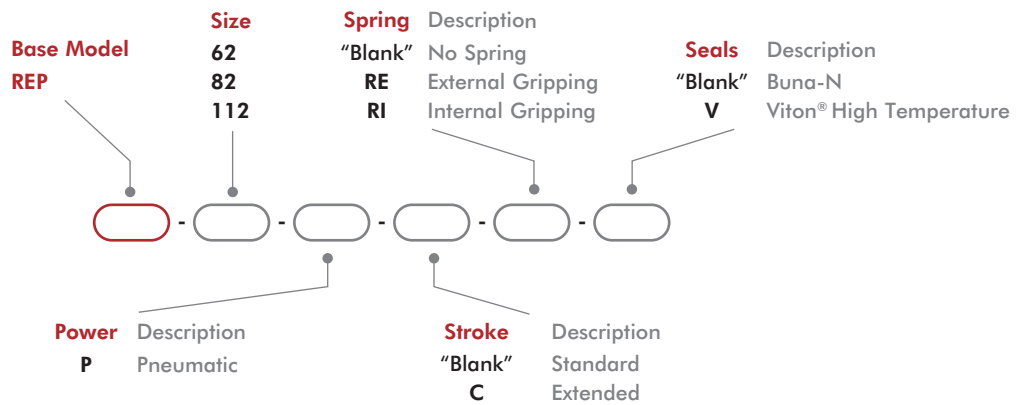 Base Model
REP
Size
62
82
112
Spring Description
“Blank” No Spring
RE External Gripping
RI Internal Gripping
Seals Description
“Blank” Buna-N
V Viton® High Temperature
- - - - -
Power Description
P Pneumatic
Stroke Description
“Blank” Standard
C Extended